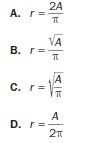 A. r = 2A/π
B. r = √A/π
C. r = √(A/π)
D. r = A/2π